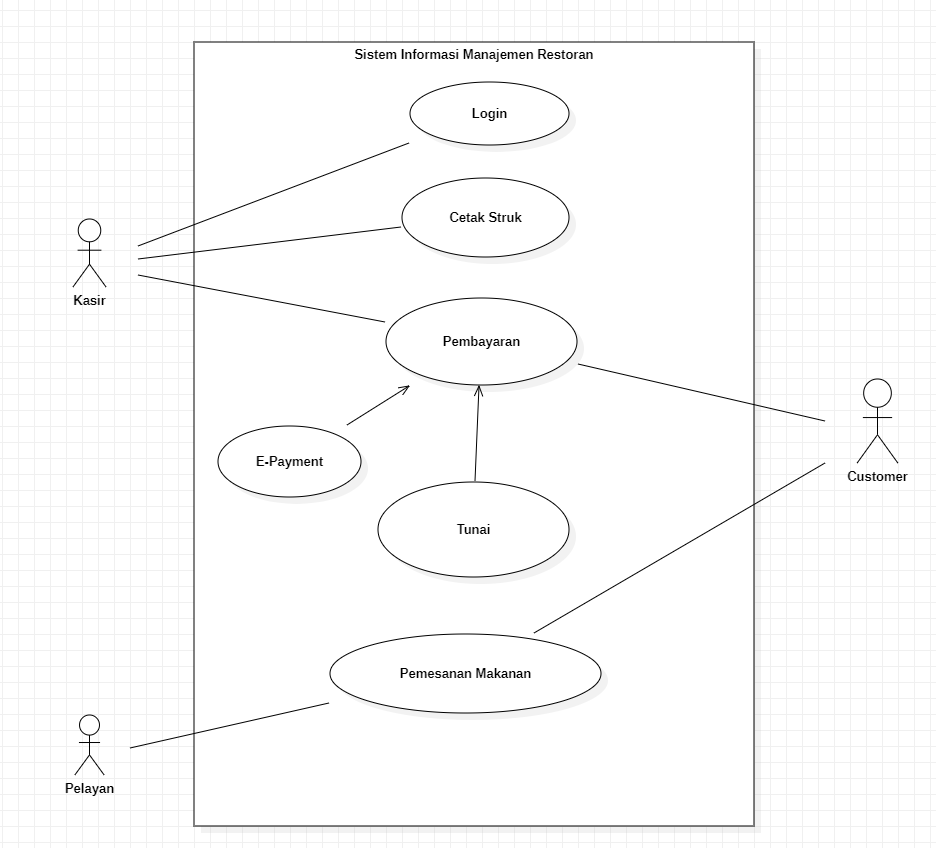 Sistem Informasi Manajemen Restoran
Login
Cetak Struk
Kasir
Pembayaran
E-Payment
Customer
Tunai
Pemesanan Makanan
Pelayan